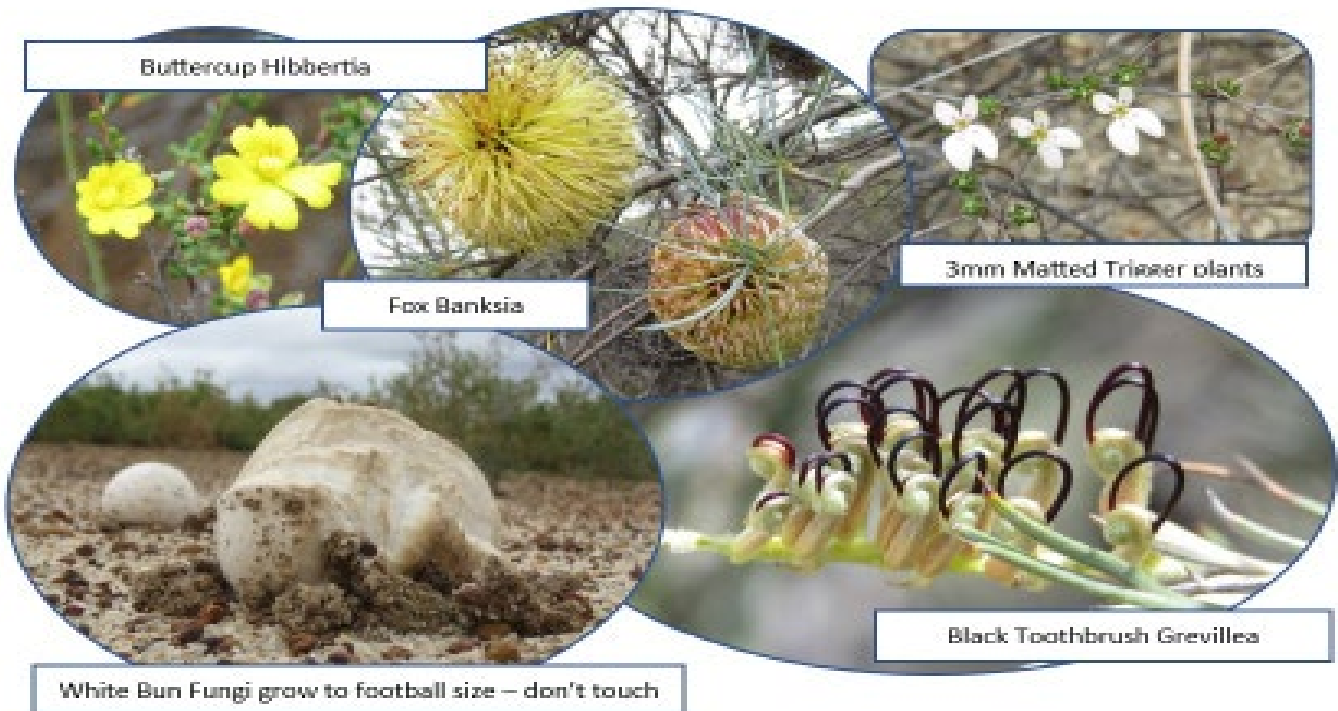 Buttercup Hibbertia
Fox Banksia
3mm Matted Trigger plants
Black Toothbrush Grevillea
White Bun Fungi grow to football size – don't touch